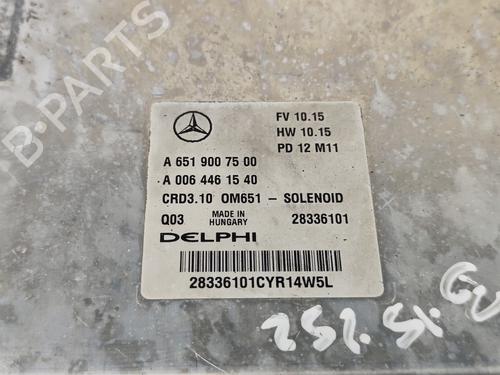 FV 10.15
HW 10.15
PD 12 M11
A 651 900 75 00
A 006 446 15 40
CRD3.10 OM651 - SOLENOID
Q03 MADE IN HUNGARY 28336101
DELPHI
28336101CYR14W5L
B-PARTS